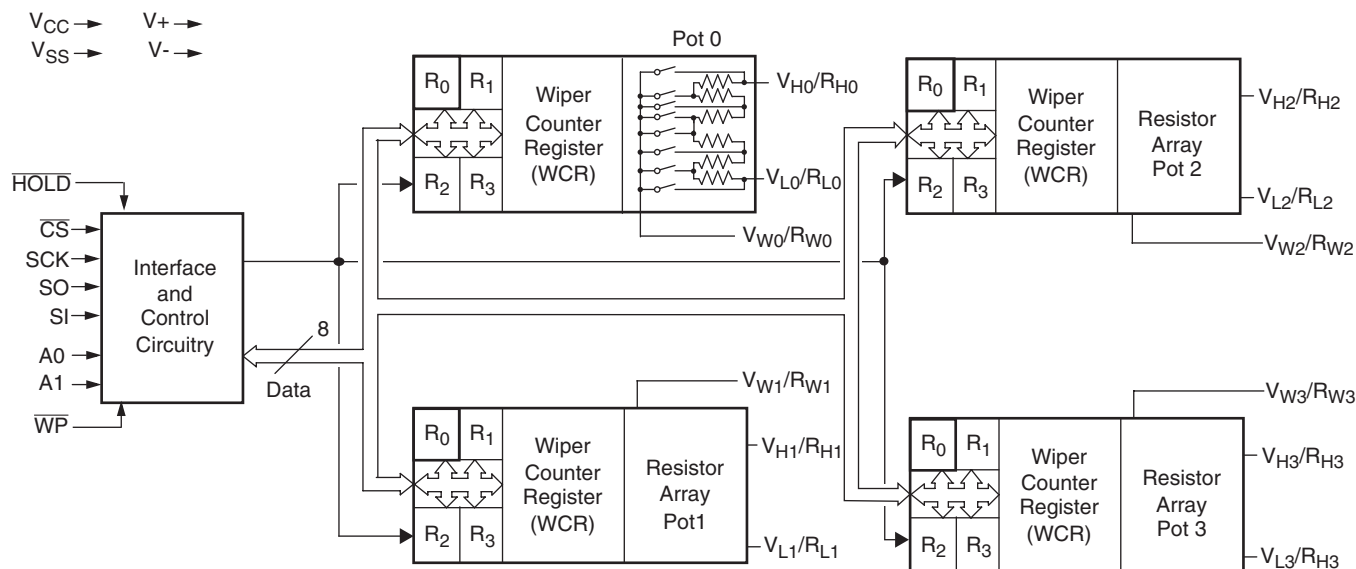 VCC V+
VSS V-
HOLD
CS
SCK
SO
SI
A0
A1
WP
Interface
and
Control
Circuitry
8
Data
Pot 0
R0 R1
R2 R3
Wiper
Counter
Register
(WCR)
VH0/RH0
VL0/RL0
VW0/RW0
R0 R1
R2 R3
Wiper
Counter
Register
(WCR)
Resistor
Array
Pot 2
VH2/RH2
VL2/RL2
VW2/RW2
VW1/RW1
R0 R1
R2 R3
Wiper
Counter
Register
(WCR)
Resistor
Array
Pot1
VH1/RH1
VL1/RL1
VW3/RW3
R0 R1
R2 R3
Wiper
Counter
Register
(WCR)
Resistor
Array
Pot 3
VH3/RH3
VL3/RH3